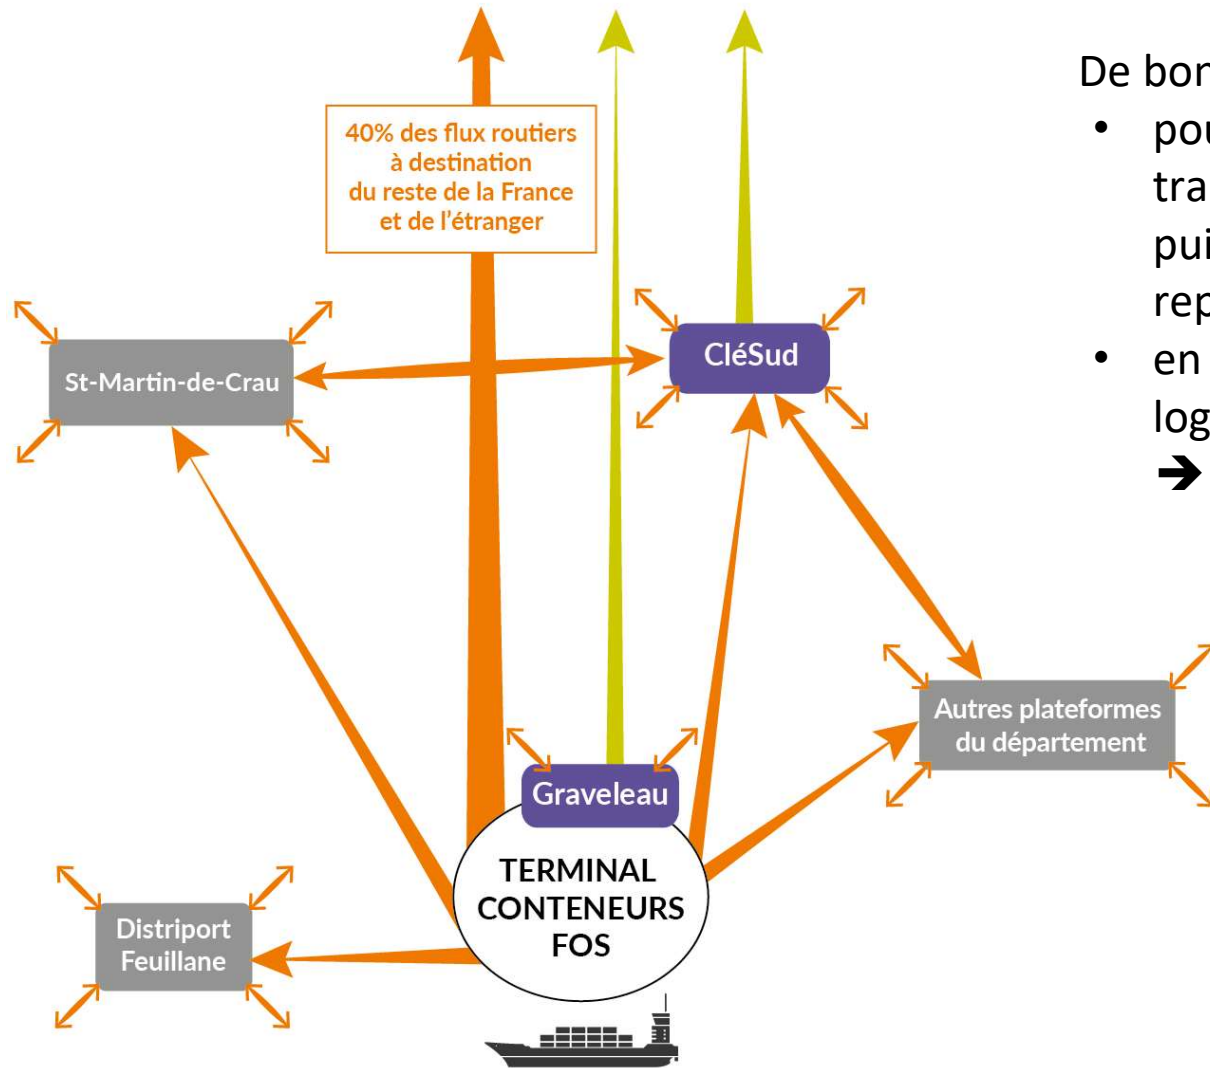 40% des flux routiers
à destination
du reste de la France
et de l'étranger
St-Martin-de-Crau
CléSud
Autres plateformes
du département
Graveleau
TERMINAL
CONTENEURS
FOS
Distriport
Feuillane
De bon
• pou
tra
pui
rep
• en
log
➔